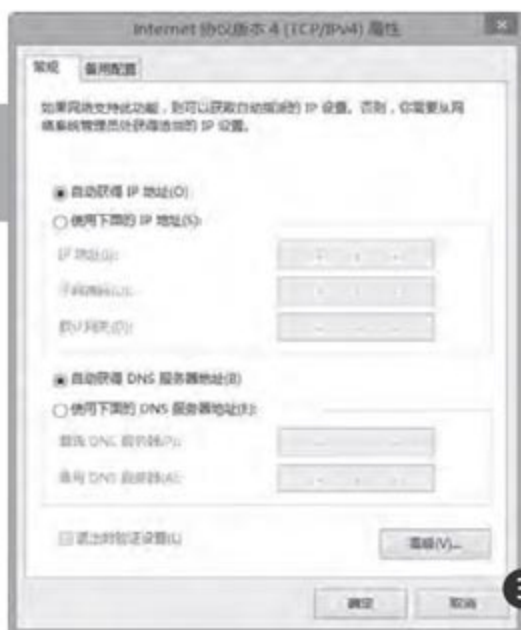 Internet 协议版本 4 (TCP/IPv4) 属性
常规 备用配置
如果网络支持此功能，则可以获取自动指派的 IP 设置。否则，你需要从网
络系统管理员处获得适当的 IP 设置。
自动获得 IP 地址(O)
使用下面的 IP 地址(S):
IP 地址(I):
子网掩码(U):
默认网关(D):
自动获得 DNS 服务器地址(B)
使用下面的 DNS 服务器地址(E):
首选 DNS 服务器(P):
备用 DNS 服务器(A):
退出时验证设置(L)
高级(V)...
确定 取消